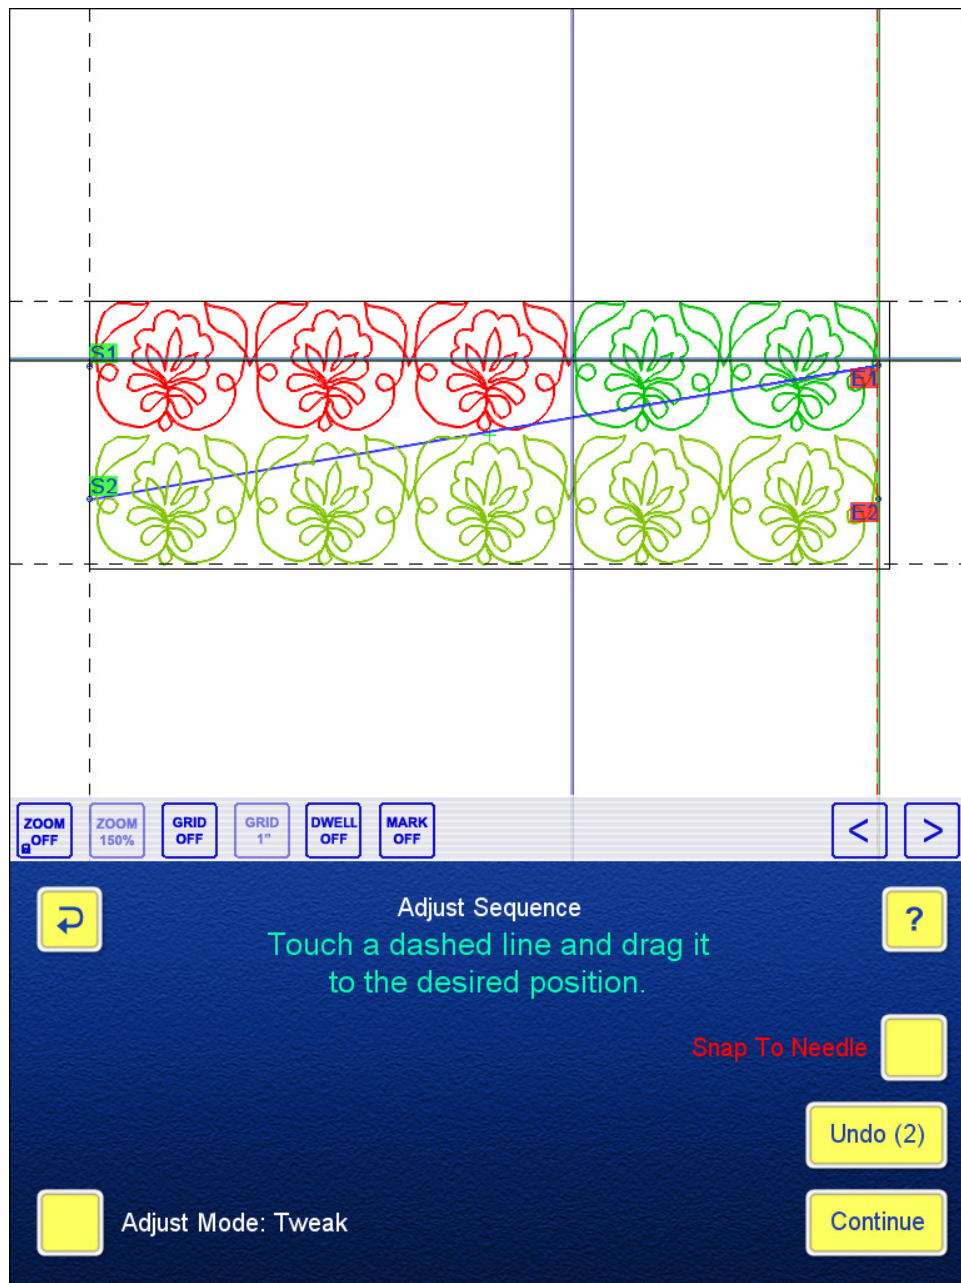 S1
E1
S2
E2
ZOOM OFF
ZOOM 150%
GRID OFF
GRID 1"
DWELL OFF
MARK OFF
<
>
Adjust Sequence
?
Touch a dashed line and drag it
to the desired position.
Snap To Needle
Undo (2)
Adjust Mode: Tweak
Continue